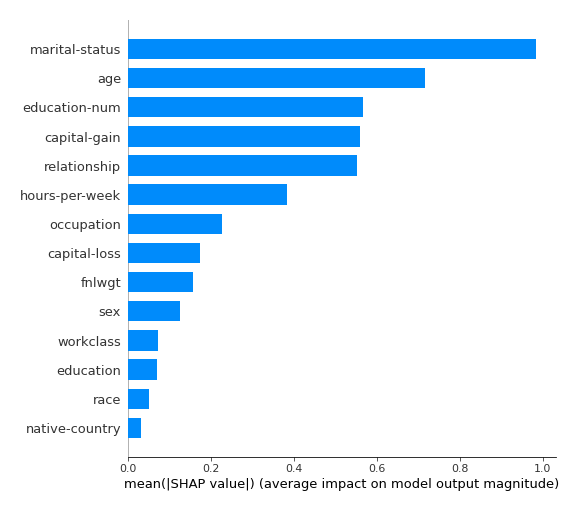 marital-status
age
education-num
capital-gain
relationship
hours-per-week
occupation
capital-loss
fnlwgt
sex
workclass
education
race
native-country
0.0 0.2 0.4 0.6 0.8 1.0
mean(|SHAP value|) (average impact on model output magnitude)